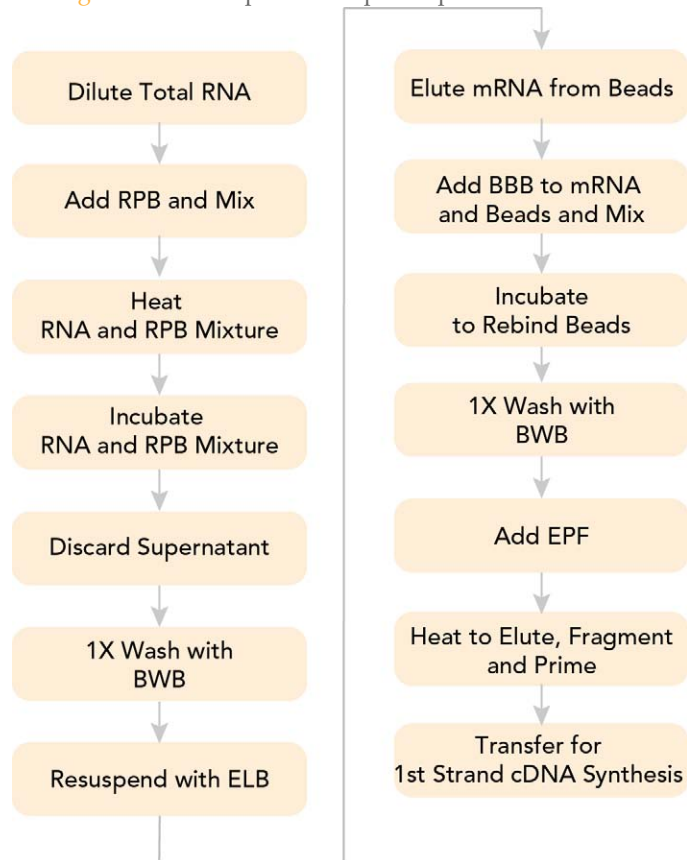 Dilute Total RNA
Add RPB and Mix
Heat
RNA and RPB Mixture
Incubate
RNA and RPB Mixture
Discard Supernatant
1X Wash with
BWB
Resuspend with ELB
Elute mRNA from Beads
Add BBB to mRNA
and Beads and Mix
Incubate
to Rebind Beads
1X Wash with
BWB
Add EPF
Heat to Elute, Fragment
and Prime
Transfer for
1st Strand cDNA Synthesis